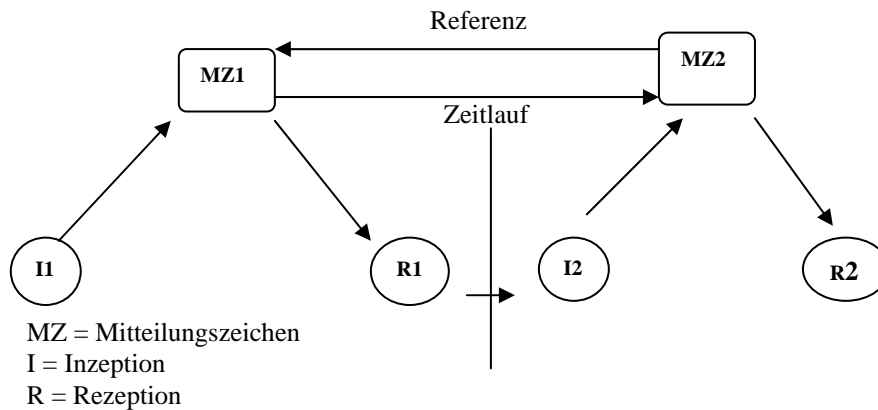 Referenz
MZ1
MZ2
Zeitlauf
I1
R1
I2
R2
MZ = Mitteilungszeichen
I = Inzeption
R = Rezeption